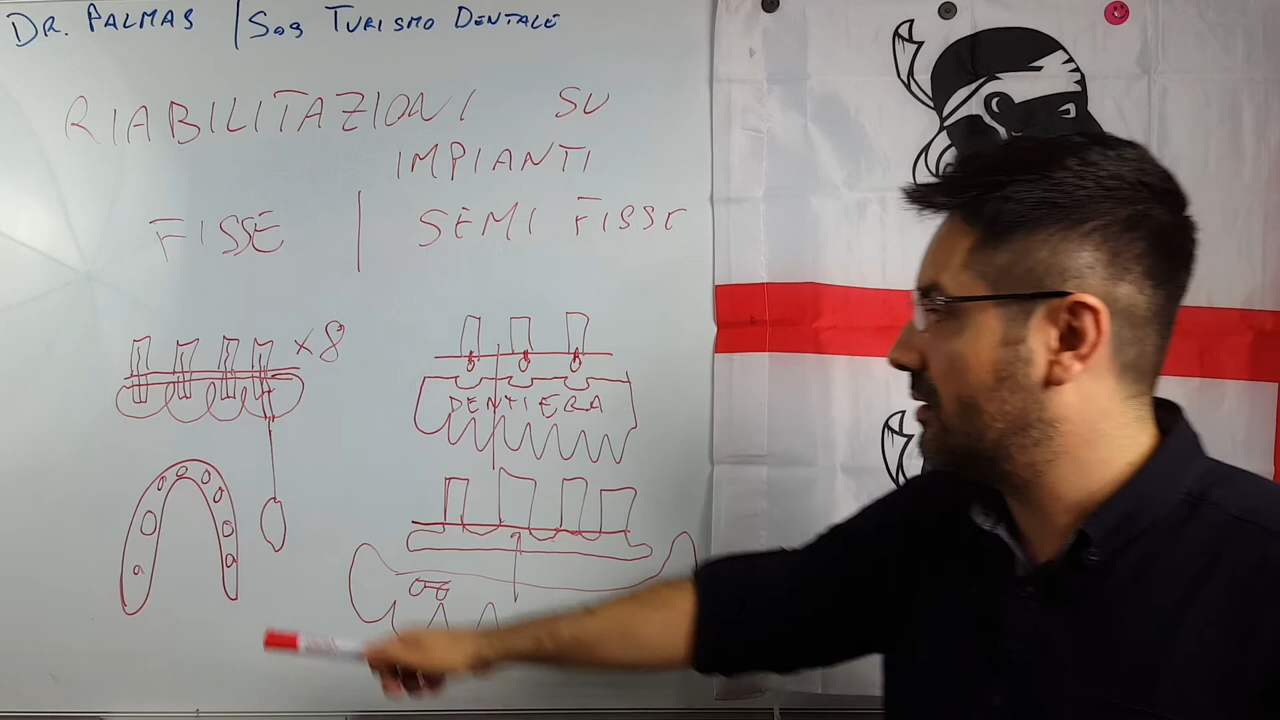 DR. PALMAS | SOS TURISMO DENTALE
RIABILITAZIONI SU
IMPIANTI
FISSE | SEMI FISSE
x8
DENTIERA